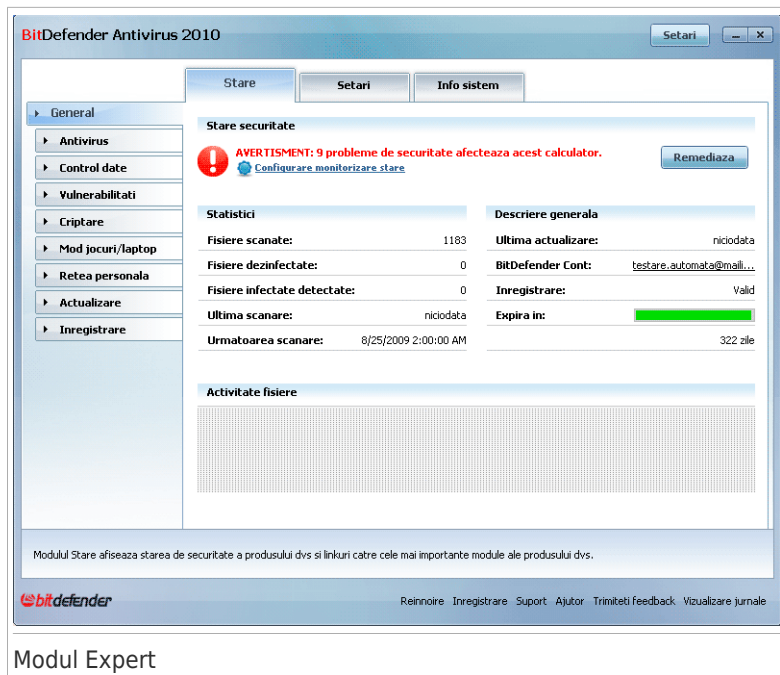 BitDefender Antivirus 2010
Setari
Stare
Setari
Info sistem
General
Antivirus
Control date
Vulnerabilitati
Criptare
Mod jocuri/laptop
Retea personala
Actualizare
Inregistrare
Stare securitate
AVERTISMENT: 9 probleme de securitate afecteaza acest calculator.
Configurare monitorizare stare
Remediaza
Statistici
Fisiere scanate: 1183
Fisiere dezinfectate: 0
Fisiere infectate detectate: 0
Ultima scanare: niciodata
Urmatoarea scanare: 8/25/2009 2:00:00 AM
Descriere generala
Ultima actualizare: niciodata
BitDefender Cont: testare.automata@maili...
Inregistrare: Valid
Expira in:
322 zile
Activitate fisiere
Modulul Stare afiseaza starea de securitate a produsului dvs si linkuri catre cele mai importante module ale produsului dvs.
bitdefender
Reinnoire Inregistrare Suport Ajutor Trimiteti feedback Vizualizare jurnale
Modul Expert